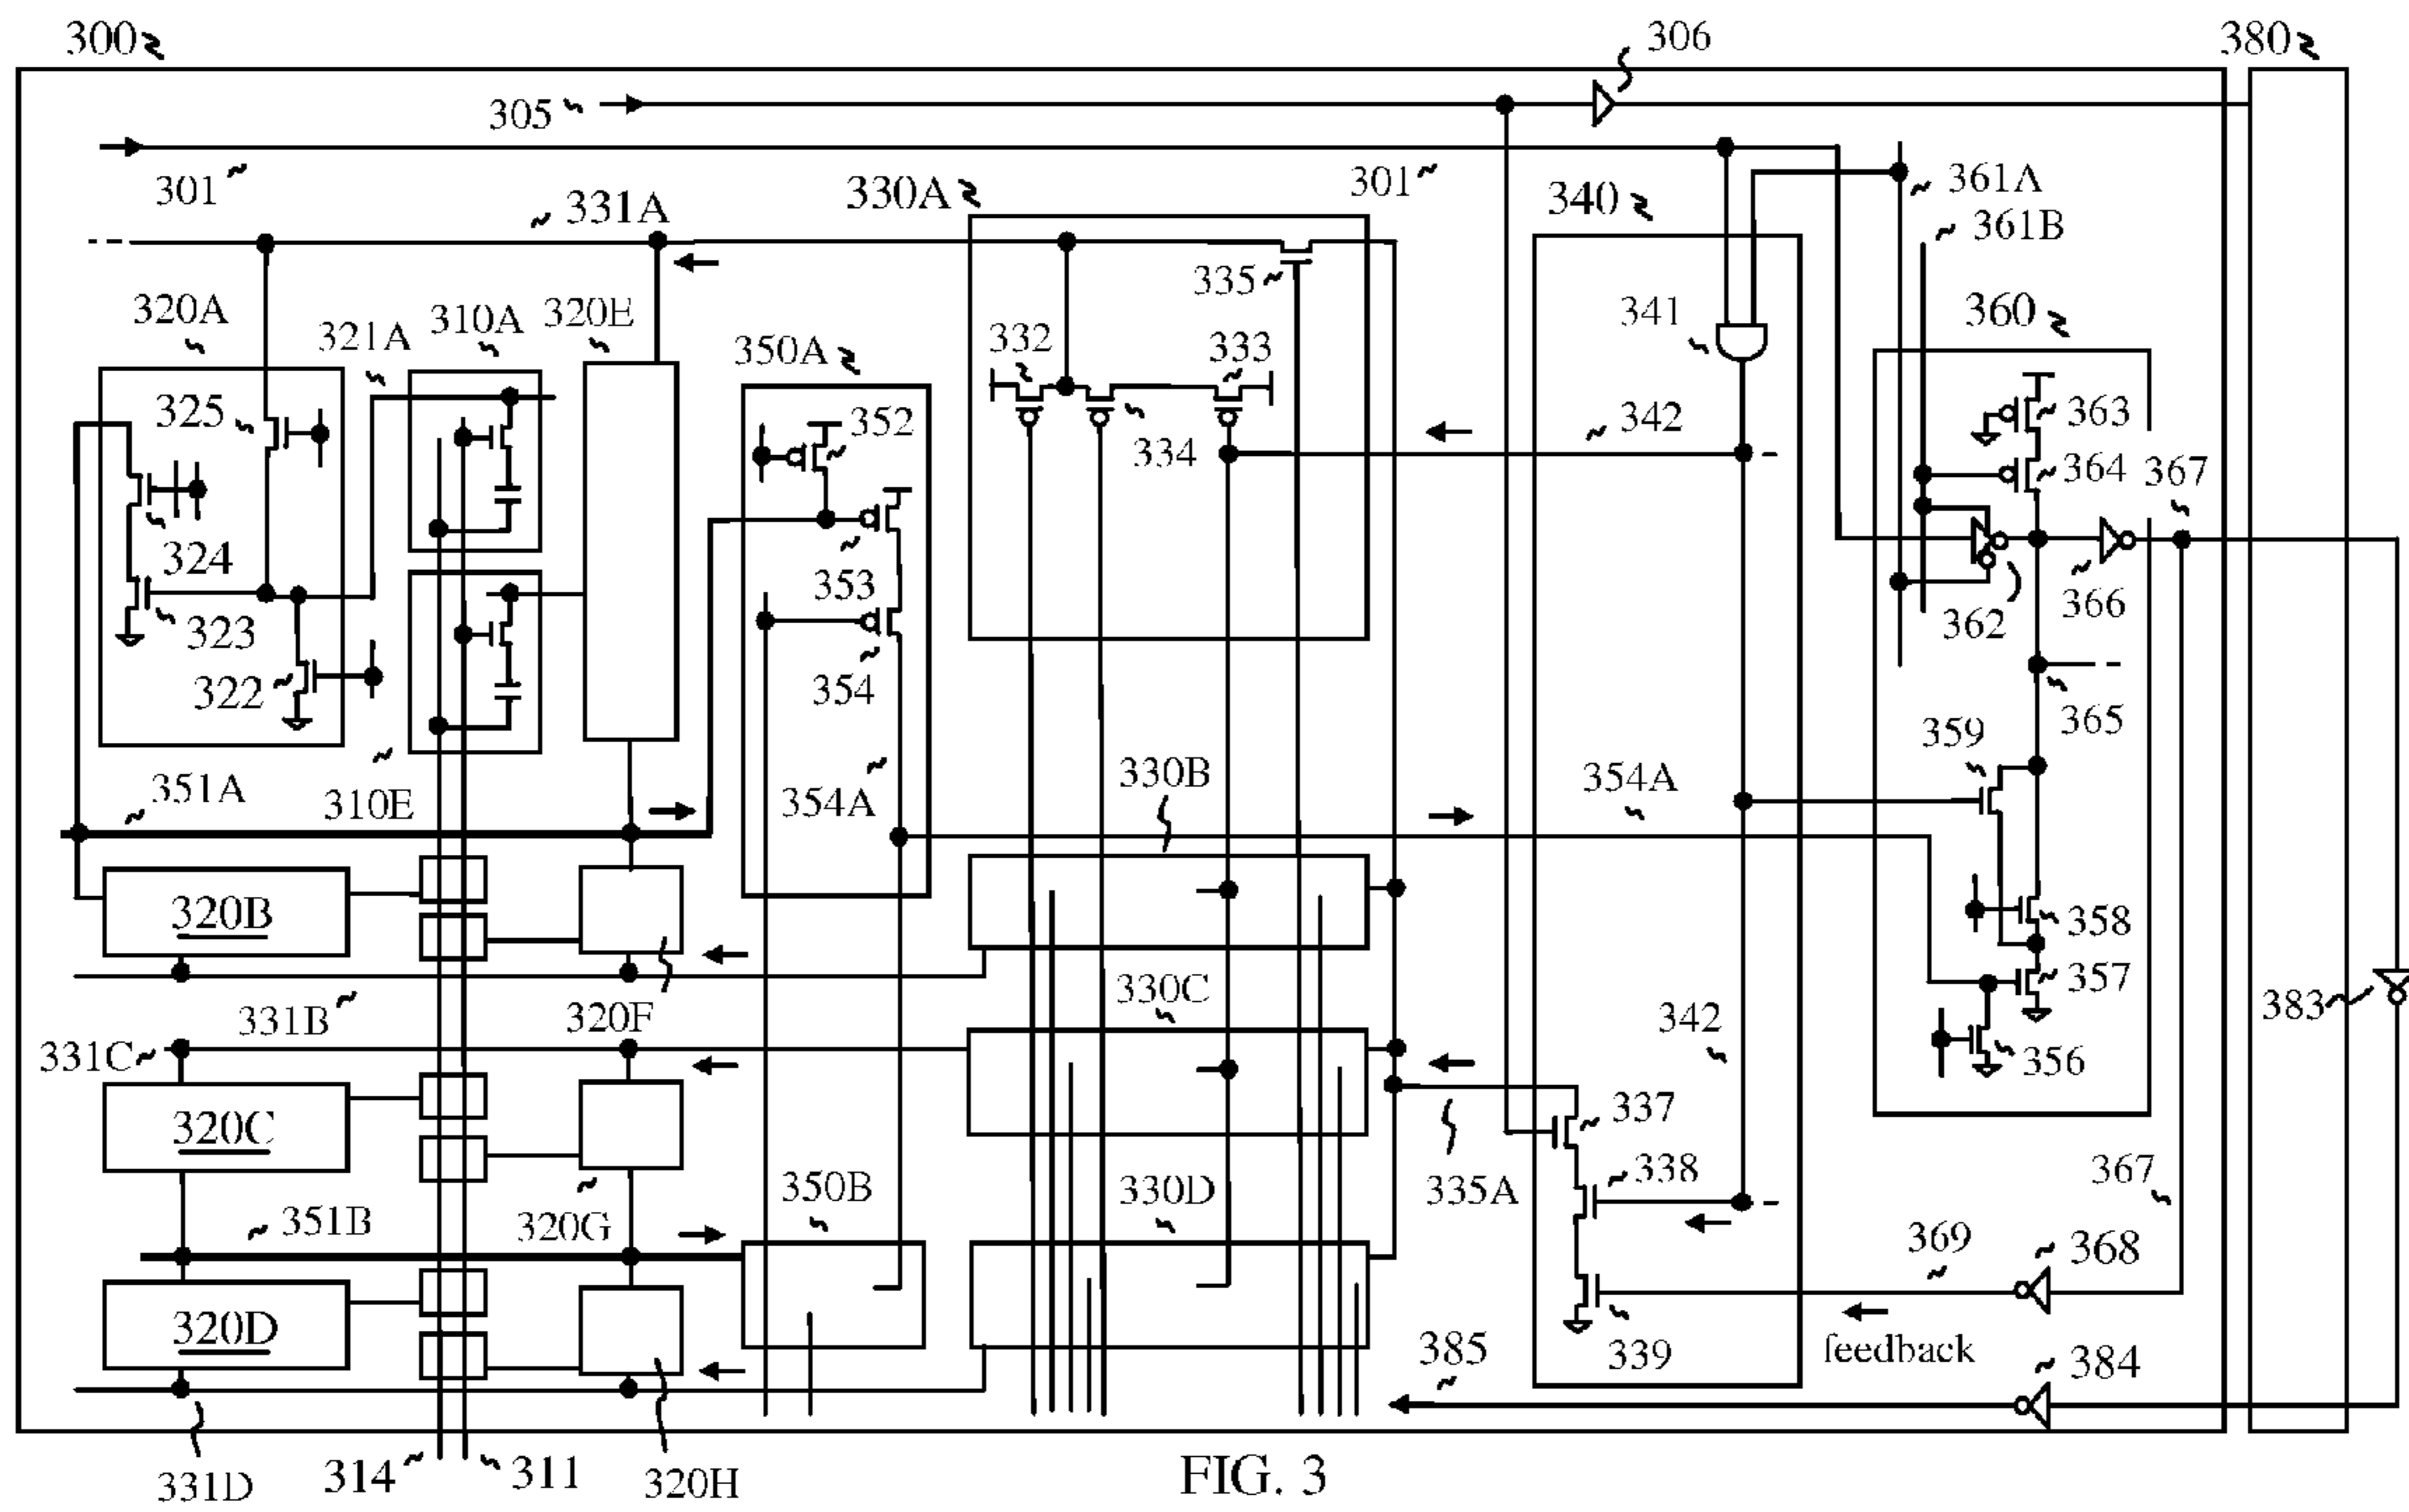 300
306
380
305
301
330A
301
340
361A
361B
331A
335
320A
321A
310A
320E
332
333
341
360
350A
325
352
334
342
363
364
367
324
353
362
366
323
322
354
365
359
351A
310E
354A
330B
354A
320B
358
357
330C
383
331B
320F
342
331C
356
320C
337
350B
330D
335A
338
367
351B
320G
369
368
320D
385
339
feedback
384
314
311
FIG. 3
331D
320H